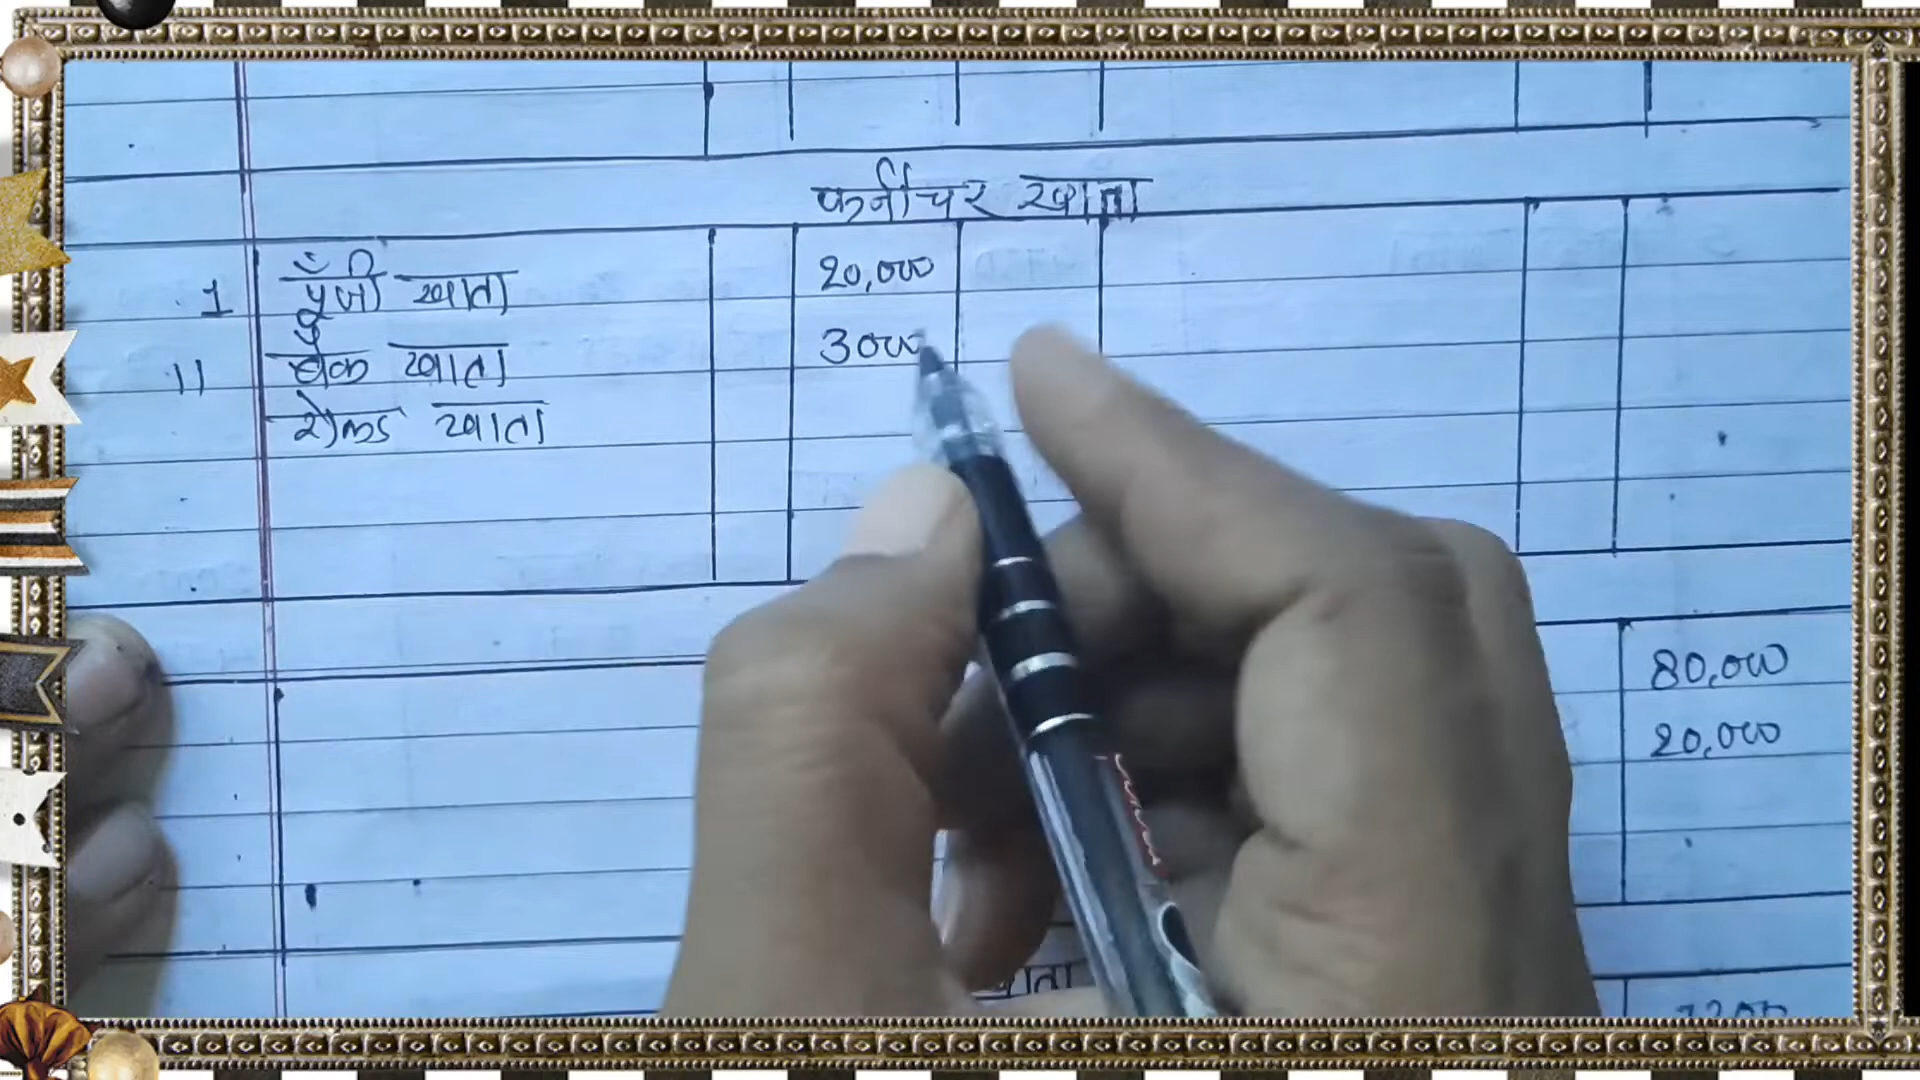 फर्नीचर खाता
1 पूँजी खाता 20,000
11 बैंक खाता 3000
रोकड खाता
80,000
20,000